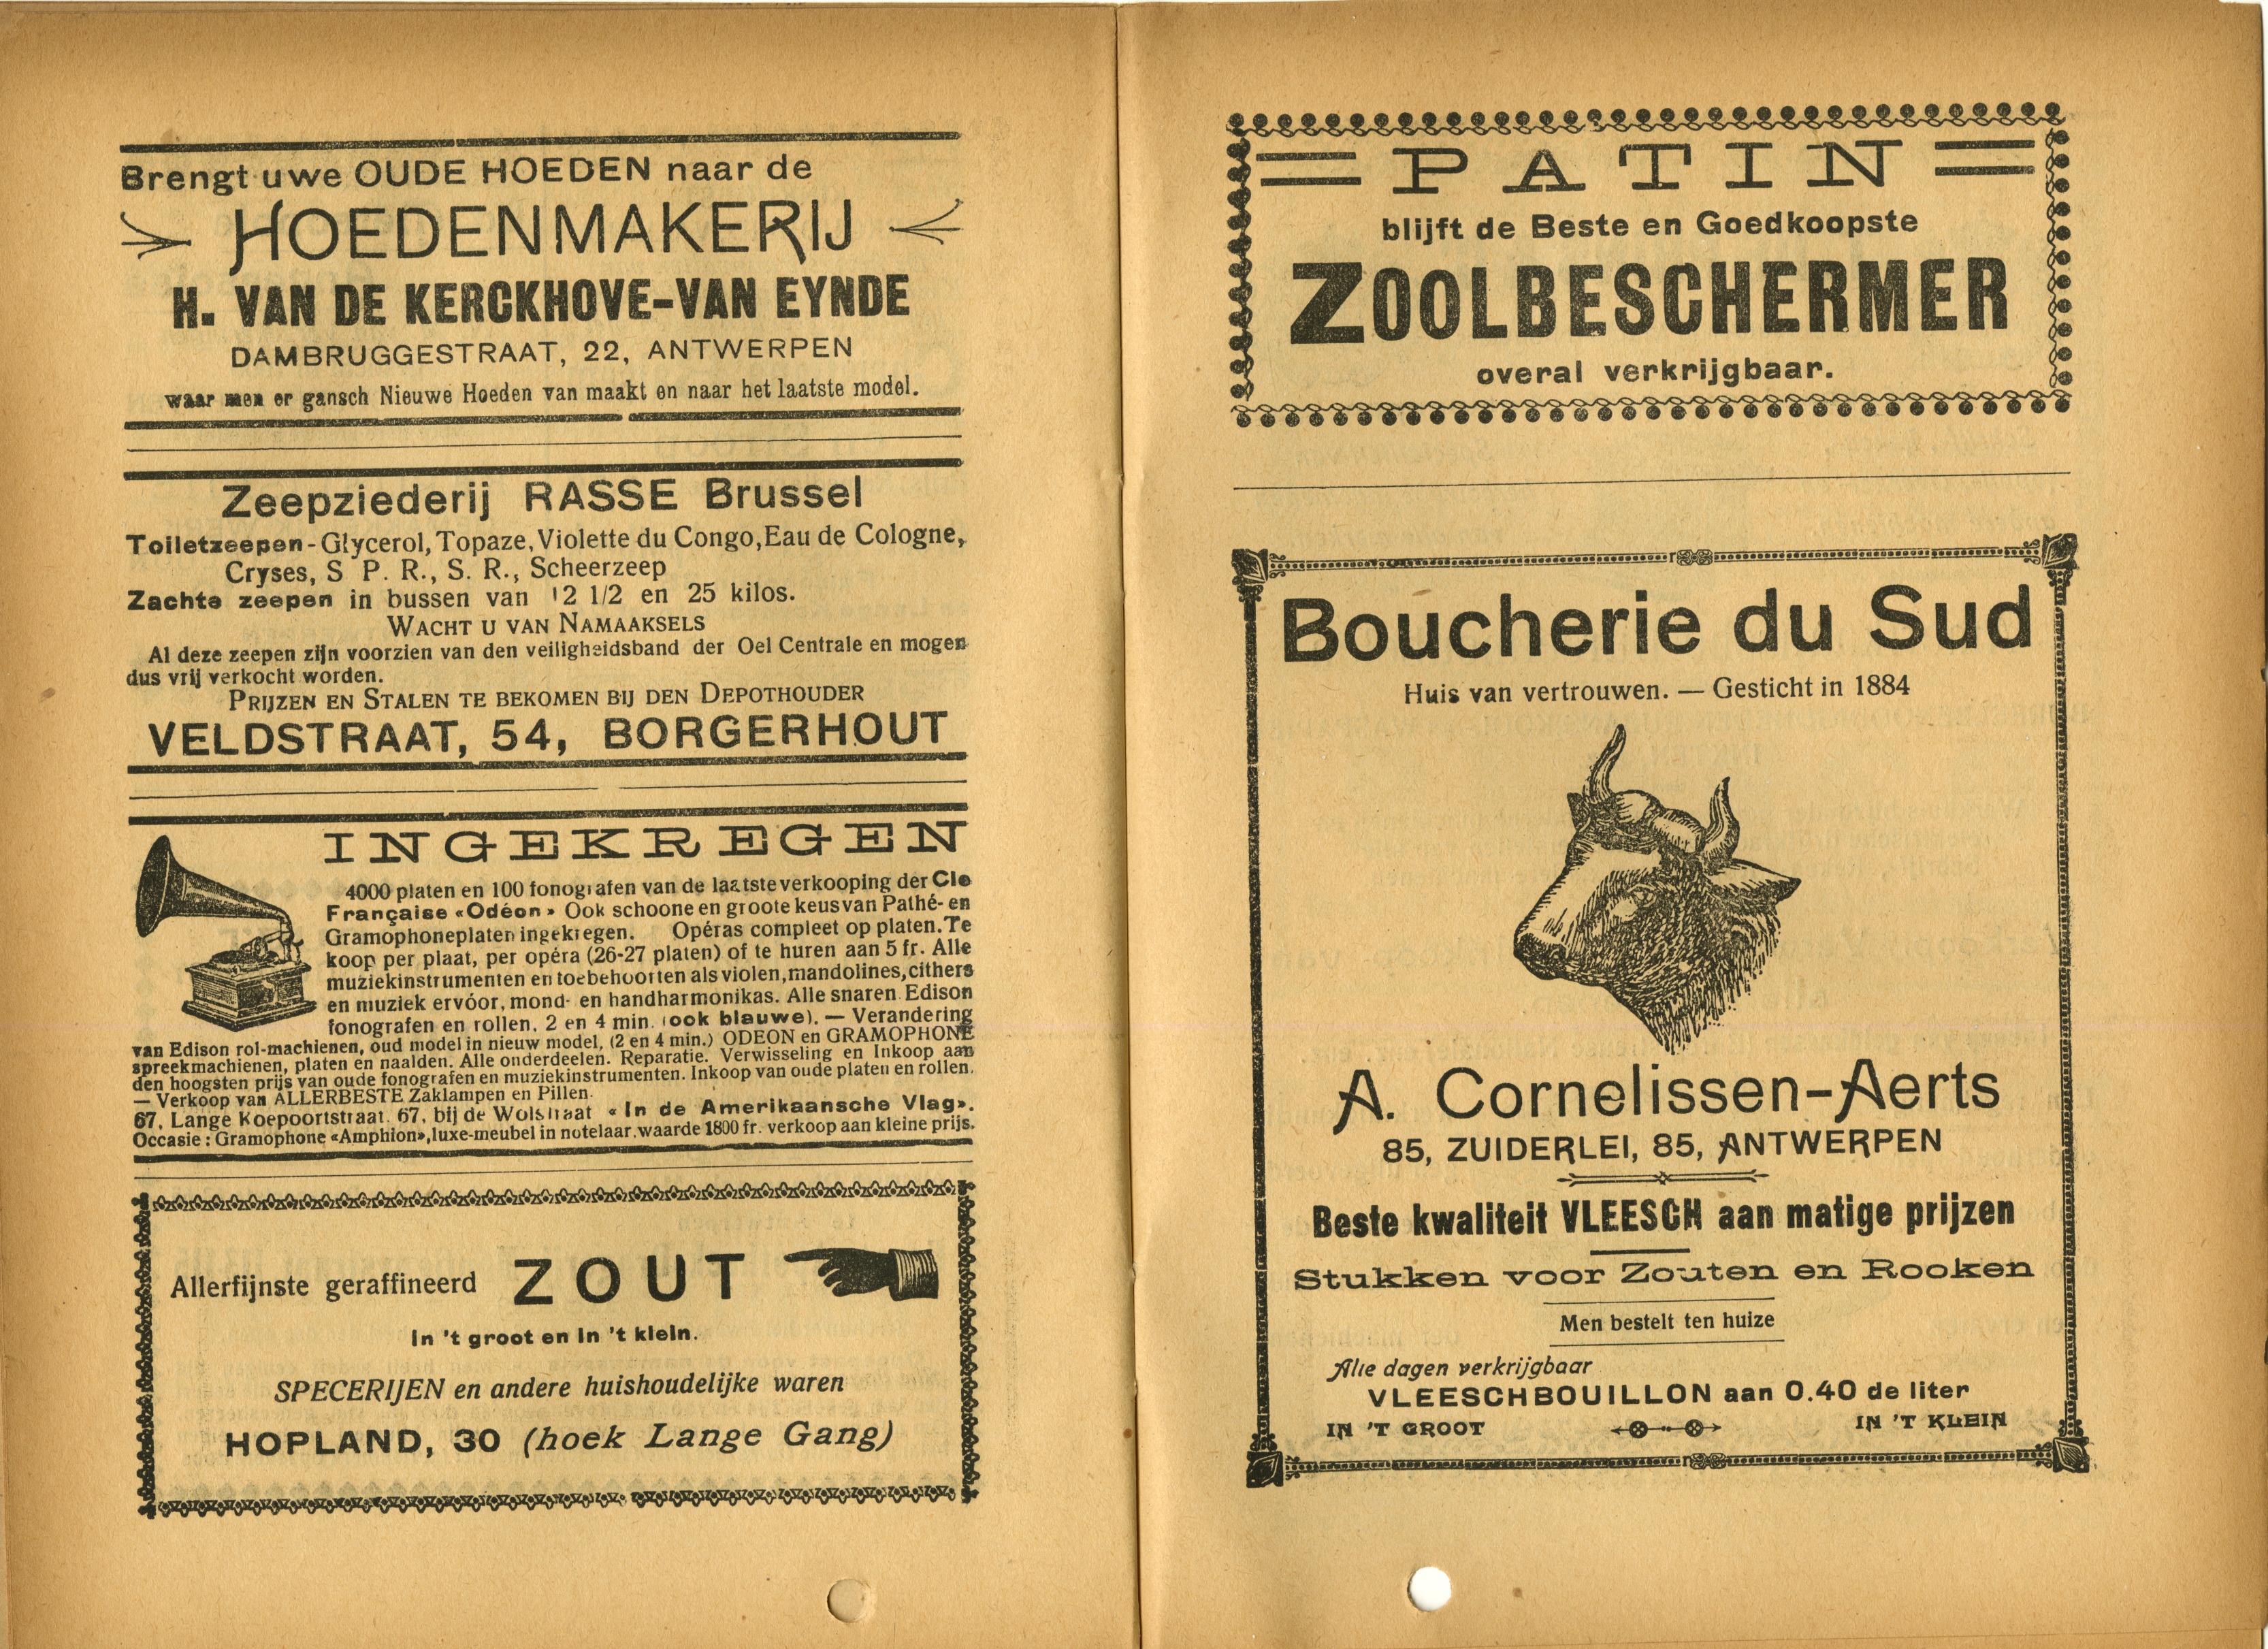 Brengt uwe OUDE HOEDEN naar de
HOEDENMAKERIJ
H. VAN DE KERCKHOVE-VAN EYNDE
DAMBRUGGESTRAAT, 22, ANTWERPEN
waar men er gansch Nieuwe Hoeden van maakt en naar het laatste model.
Zeepziederij RASSE Brussel
Toiletzeepen - Glycerol, Topaze, Violette du Congo, Eau de Cologne,
Cryses, S P. R., S. R., Scheerzeep
Zachte zeepen in bussen van 12 1/2 en 25 kilos.
WACHT U VAN NAMAAKSELS
Al deze zeepen zijn voorzien van den veiligheidsband der Oel Centrale en mogen
dus vrij verkocht worden.
PRIJZEN EN STALEN TE BEKOMEN BIJ DEN DEPOTHOUDER
VELDSTRAAT, 54, BORGERHOUT
INGEKREGEN
4000 platen en 100 fonografen van de laatste verkooping der Cie
Française «Odéon» Ook schoone en groote keus van Pathé- en
Gramophoneplaten ingekregen. Opéras compleet op platen. Te
koop per plaat, per opéra (26-27 platen) of te huren aan 5 fr. Alle
muziekinstrumenten en toebehoorten als violen, mandolines, cithers
en muziek ervóor, mond- en handharmonikas. Alle snaren Edison
fonografen en rollen, 2 en 4 min. (ook blauwe). — Verandering
van Edison rol-machienen, oud model in nieuw model, (2 en 4 min.) ODEON en GRAMOPHONE
spreekmachienen, platen en naalden. Alle onderdeelen. Reparatie. Verwisseling en Inkoop aan
den hoogsten prijs van oude fonografen en muziekinstrumenten. Inkoop van oude platen en rollen.
— Verkoop van ALLERBESTE Zaklampen en Pillen.
67, Lange Koepoortstraat, 67, bij de Wolstraat «In de Amerikaansche Vlag».
Occasie : Gramophone «Amphion», luxe-meubel in notelaar, waarde 1800 fr. verkoop aan kleine prijs.
Allerfijnste geraffineerd ZOUT
in 't groot en in 't klein.
SPECERIJEN en andere huishoudelijke waren
HOPLAND, 30 (hoek Lange Gang)
PATIN
blijft de Beste en Goedkoopste
ZOOLBESCHERMER
overal verkrijgbaar.
Boucherie du Sud
Huis van vertrouwen. — Gesticht in 1884
A. Cornelissen-Aerts
85, ZUIDERLEI, 85, ANTWERPEN
Beste kwaliteit VLEESCH aan matige prijzen
Stukken voor Zouten en Rooken
Men bestelt ten huize
Alle dagen verkrijgbaar
VLEESCHBOUILLON aan 0.40 de liter
IN 'T GROOT IN 'T KLEIN